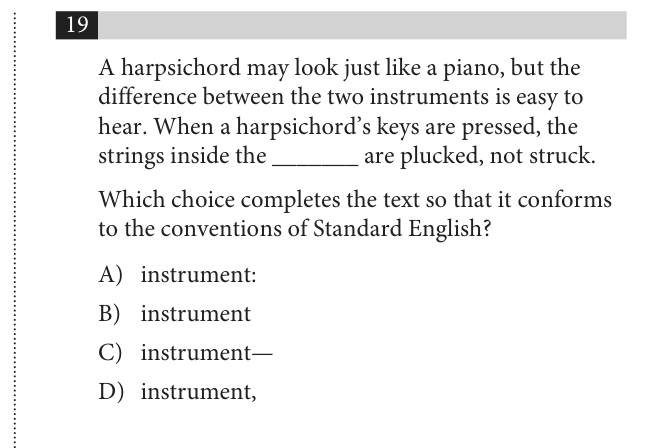 19
A harpsichord may look just like a piano, but the
difference between the two instruments is easy to
hear. When a harpsichord’s keys are pressed, the
strings inside the _______ are plucked, not struck.
Which choice completes the text so that it conforms
to the conventions of Standard English?
A) instrument:
B) instrument
C) instrument—
D) instrument,